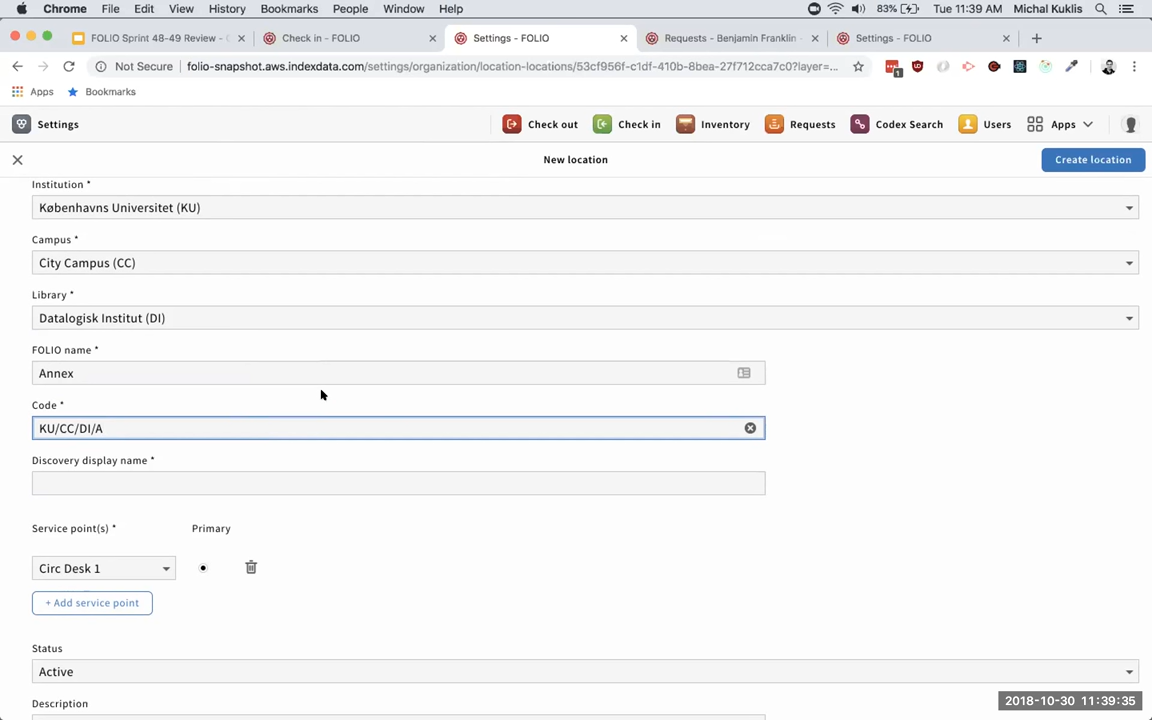 Chrome File Edit View History Bookmarks People Window Help 83% Tue 11:39 AM Michal Kuklis
FOLIO Sprint 48-49 Review - Check in - FOLIO Settings - FOLIO Requests - Benjamin Franklin Settings - FOLIO
Not Secure folio-snapshot.aws.indexdata.com/settings/organization/location-locations/53cf956f-c1df-410b-8bea-27f712cca7c0?layer=... 1
Apps Bookmarks
Settings Check out Check in Inventory Requests Codex Search Users Apps
New location Create location
Institution *
Københavns Universitet (KU)
Campus *
City Campus (CC)
Library *
Datalogisk Institut (DI)
FOLIO name *
Annex
Code *
KU/CC/DI/A
Discovery display name *
Service point(s) * Primary
Circ Desk 1
+ Add service point
Status
Active
Description
2018-10-30 11:39:35